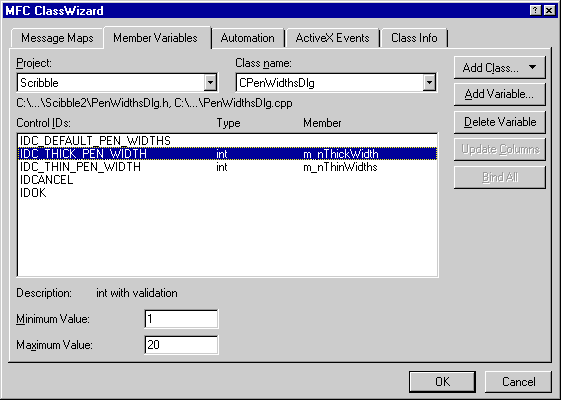 MFC ClassWizard
Message Maps Member Variables Automation ActiveX Events Class Info
Project: Class name:
Scribble CPenWidthsDlg
Add Class...
C:\...\Scibble2\PenWidthsDlg.h, C:\...\PenWidthsDlg.cpp
Add Variable...
Control IDs: Type Member
Delete Variable
IDC_DEFAULT_PEN_WIDTHS
IDC_THICK_PEN_WIDTH int m_nThickWidth
Update Columns
IDC_THIN_PEN_WIDTH int m_nThinWidths
IDCANCEL
Bind All
IDOK
Description: int with validation
Minimum Value: 1
Maximum Value: 20
OK Cancel